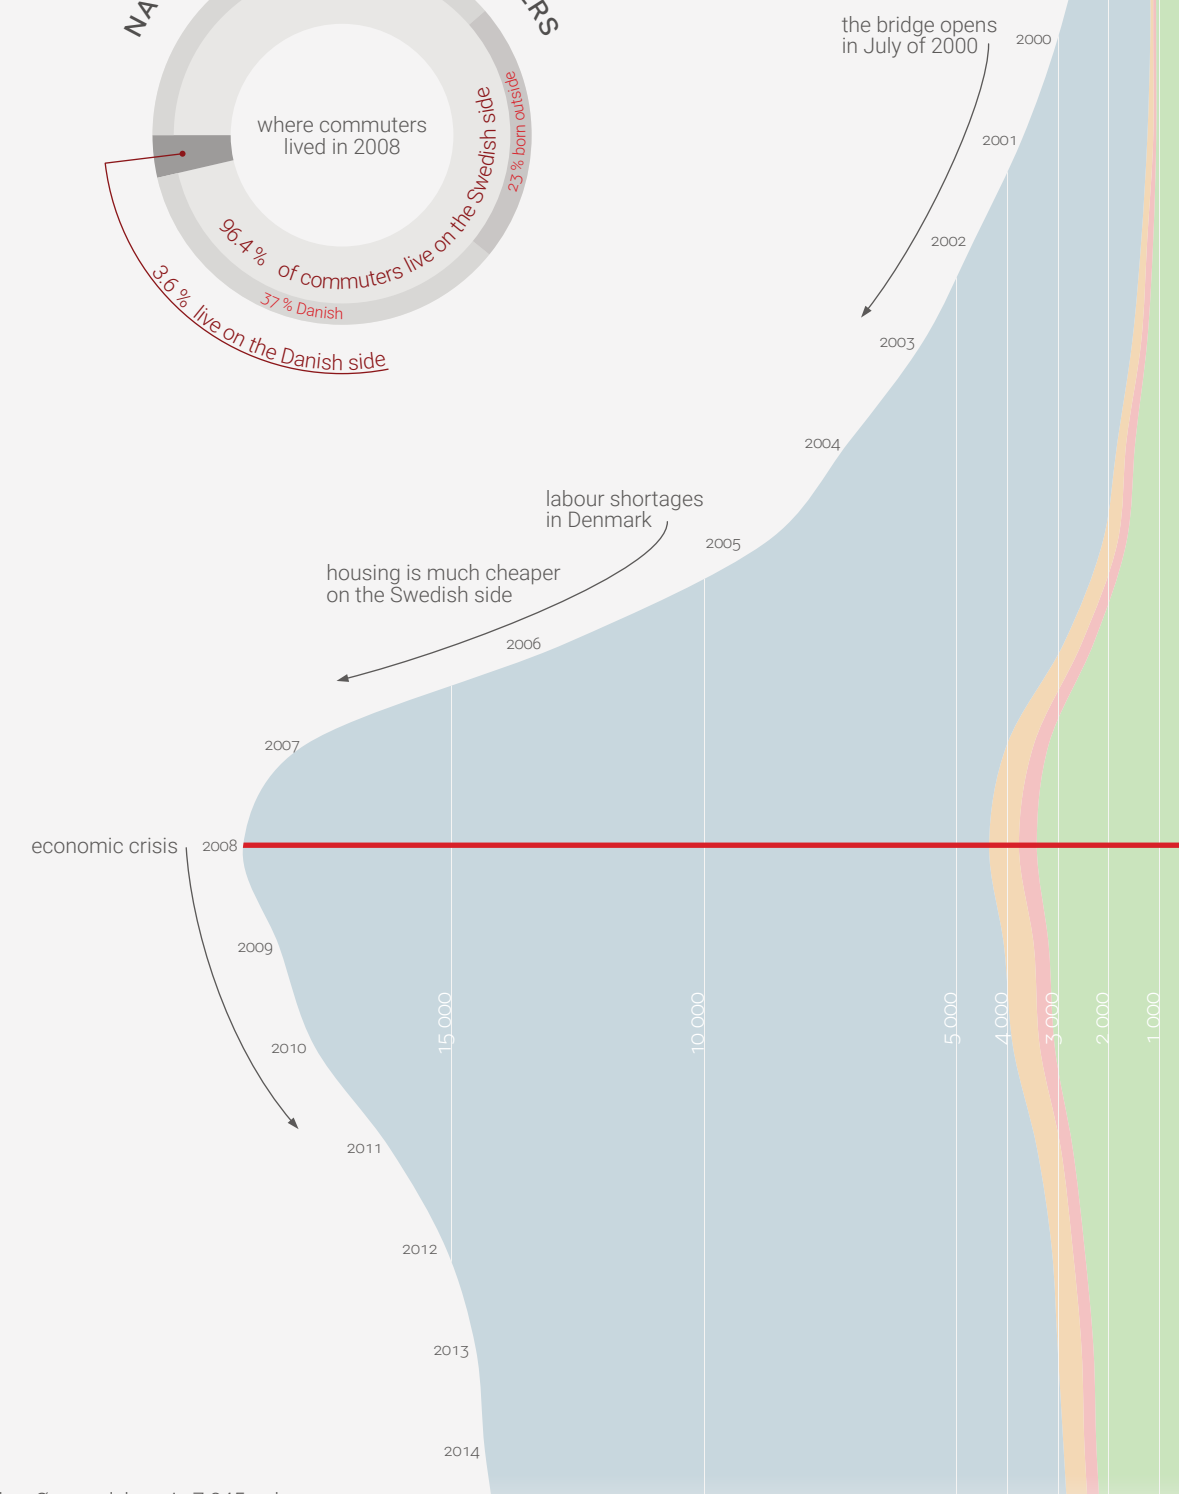 the bridge opens
in July of 2000
2000
where commuters
lived in 2008
96.4 % of commuters live on the Swedish side
23 % born outside
37 % Danish
3.6 % live on the Danish side
2001
2002
2003
2004
labour shortages
in Denmark
2005
housing is much cheaper
on the Swedish side
2006
2007
economic crisis
2008
2009
15 000
10 000
5 000
4 000
3 000
2 000
1 000
2010
2011
2012
2013
2014